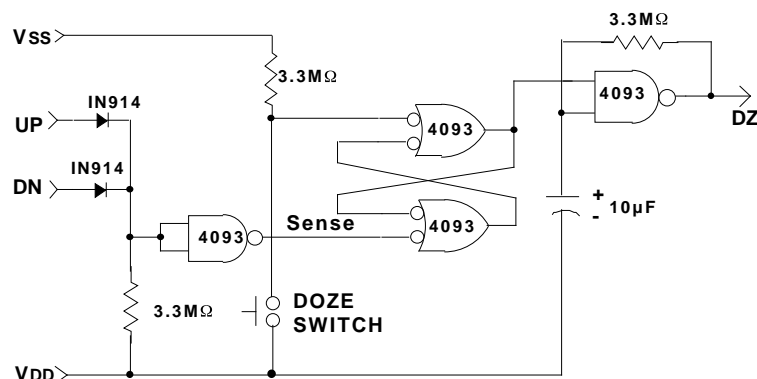 VSS
IN914
UP
IN914
DN
3.3MΩ
4093
Sense
3.3MΩ
DOZE
SWITCH
VDD
4093
4093
3.3MΩ
4093
DZ
+
-
10µF